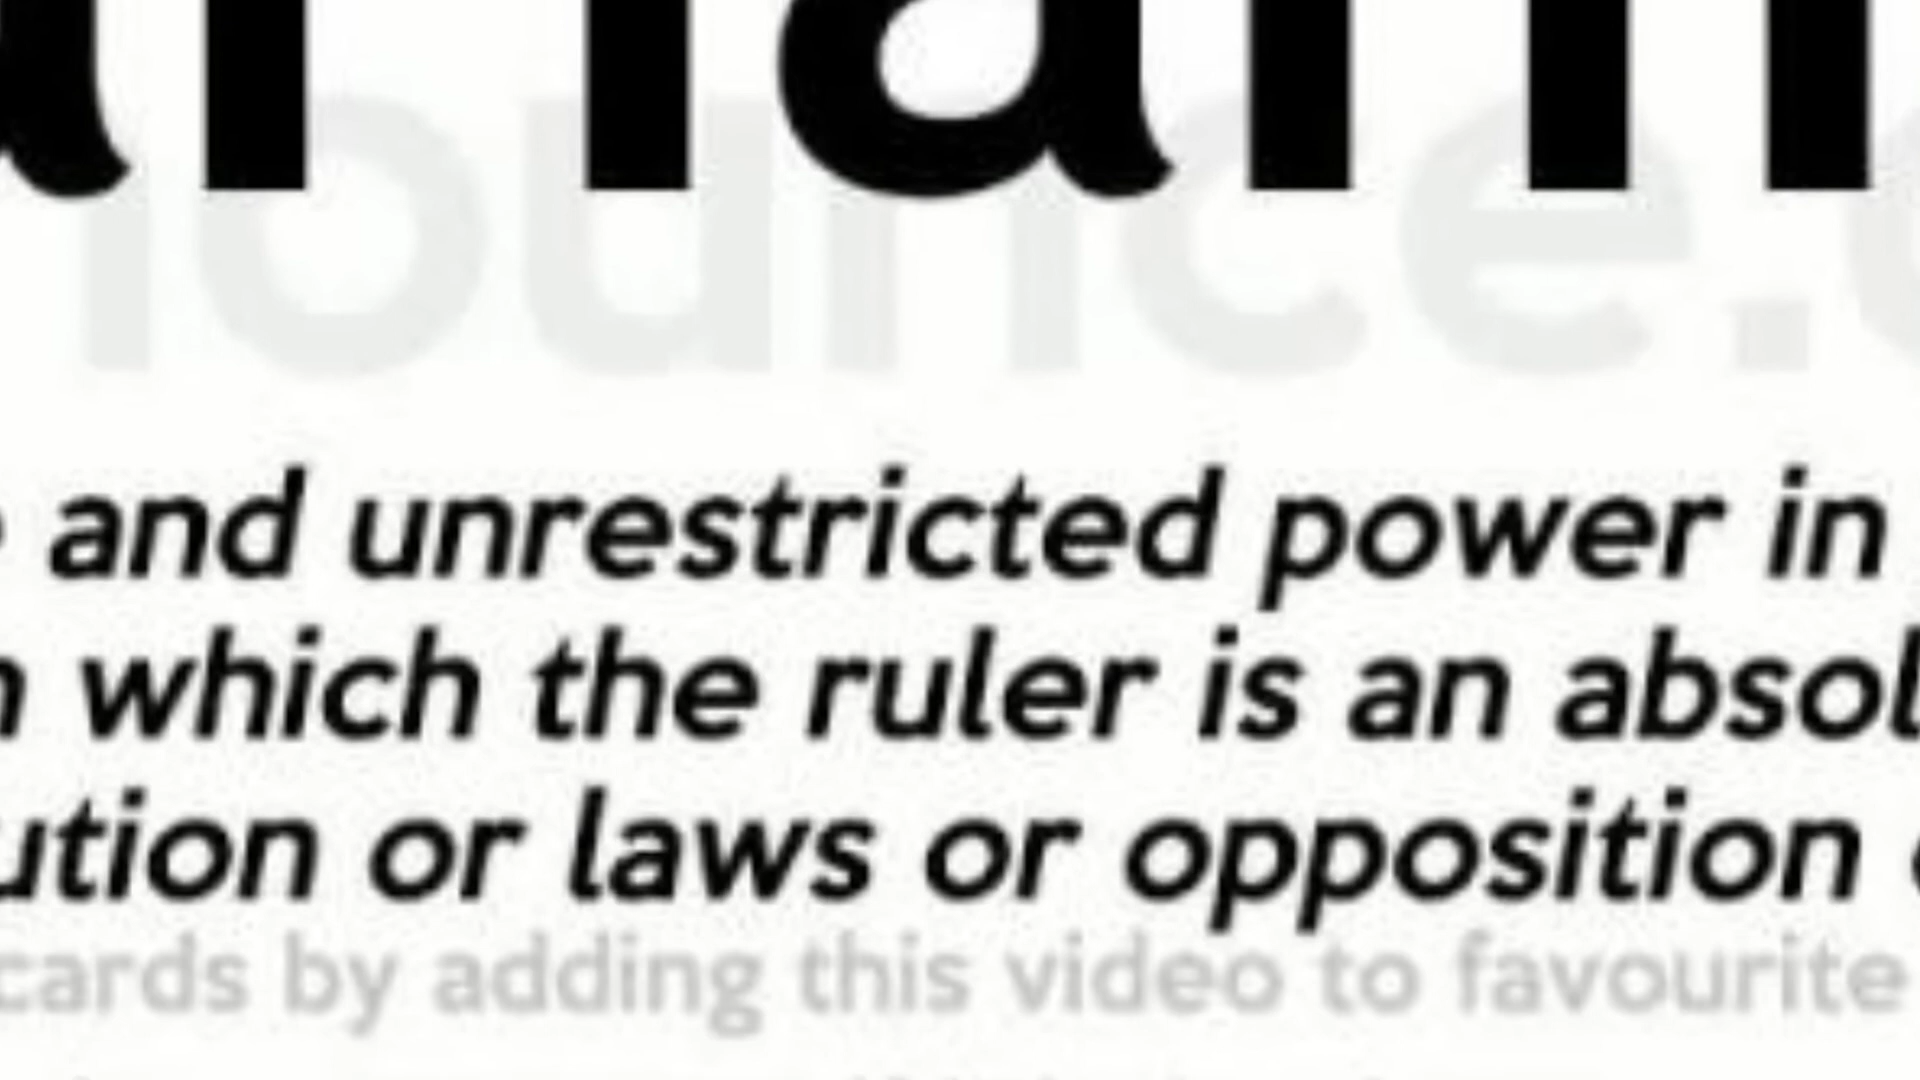 ounce.
and unrestricted power in
which the ruler is an absol
ution or laws or opposition
cards by adding this video to favourite